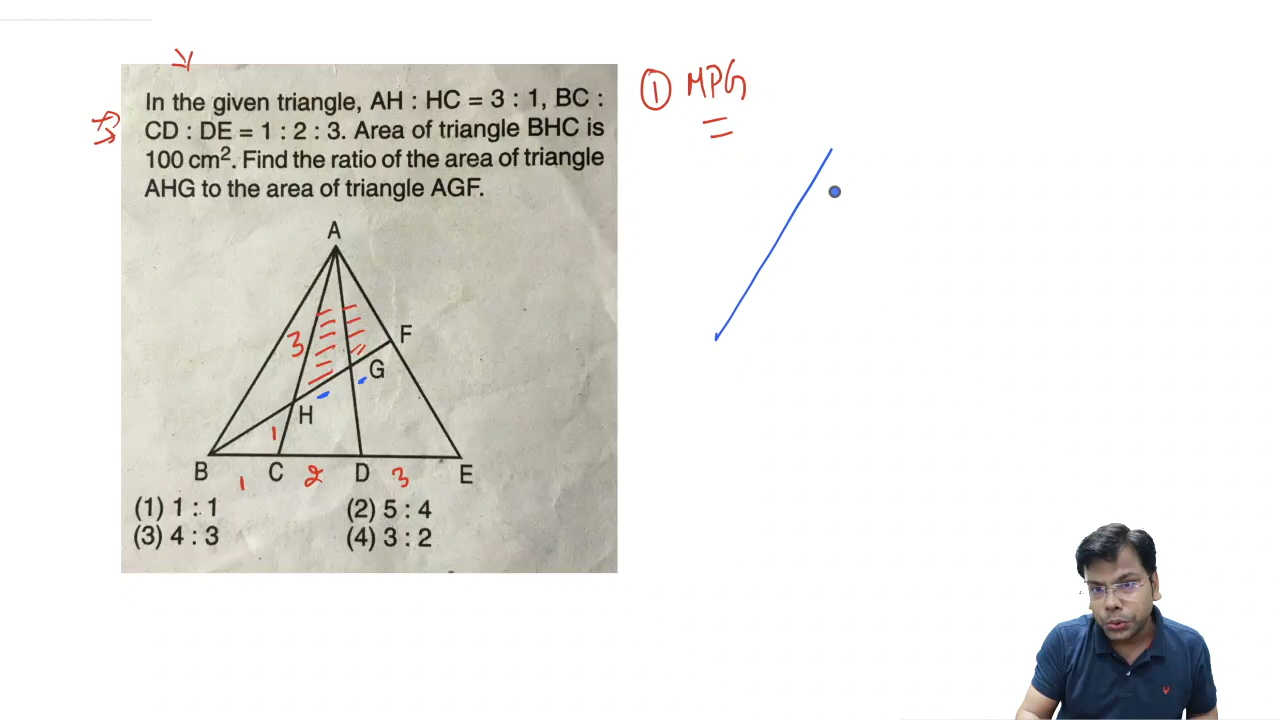 ① MPG
In the given triangle, AH : HC = 3 : 1, BC :
CD : DE = 1 : 2 : 3. Area of triangle BHC is
100 cm². Find the ratio of the area of triangle
AHG to the area of triangle AGF.
A
3
F
G
H
1
B
C
D
E
1
2
3
(1) 1 : 1
(2) 5 : 4
(3) 4 : 3
(4) 3 : 2